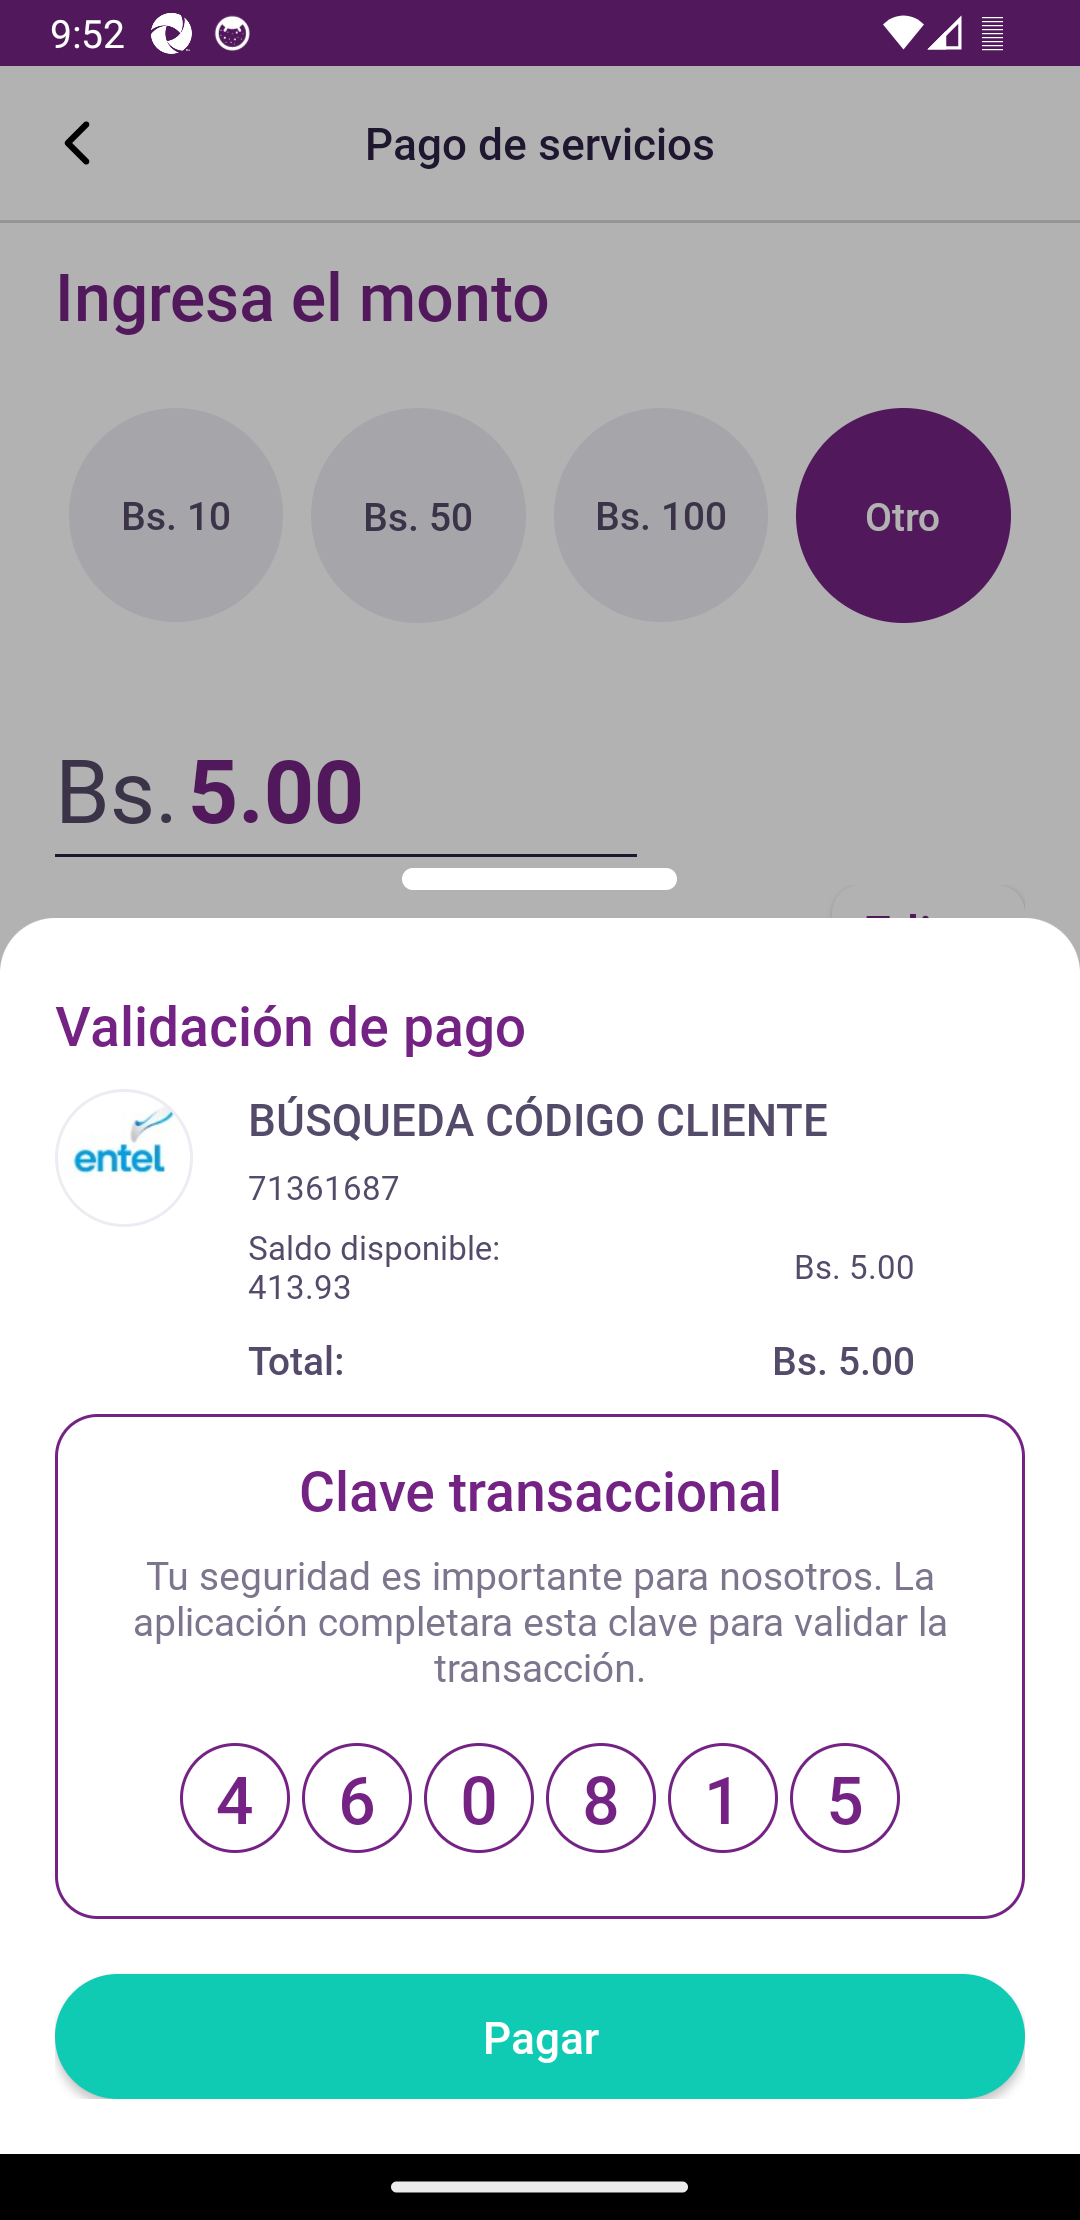 9:52
Pago de servicios
Ingresa el monto
Bs. 10
Bs. 50
Bs. 100
Otro
Bs. 5.00
Validación de pago
entel
BÚSQUEDA CÓDIGO CLIENTE
71361687
Saldo disponible:
413.93
Bs. 5.00
Total:
Bs. 5.00
Clave transaccional
Tu seguridad es importante para nosotros. La
aplicación completara esta clave para validar la
transacción.
4 6 0 8 1 5
Pagar